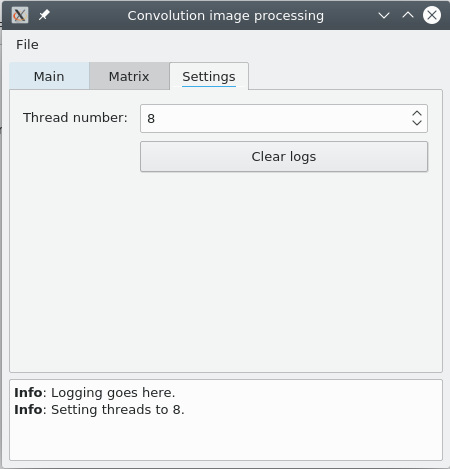 Convolution image processing
File
Main Matrix Settings
Thread number: 8
Clear logs
Info: Logging goes here.
Info: Setting threads to 8.